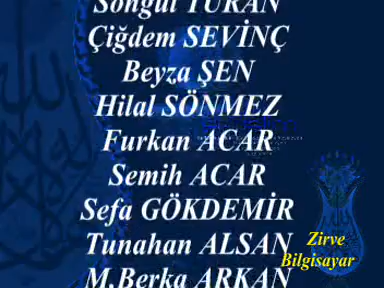 Songül TURAN
Çiğdem SEVİNÇ
Beyza ŞEN
Hilal SÖNMEZ
Furkan ACAR
Semih ACAR
Sefa GÖKDEMİR
Tunahan ALSAN
M.Berka ARKAN
Zirve
Bilgisayar